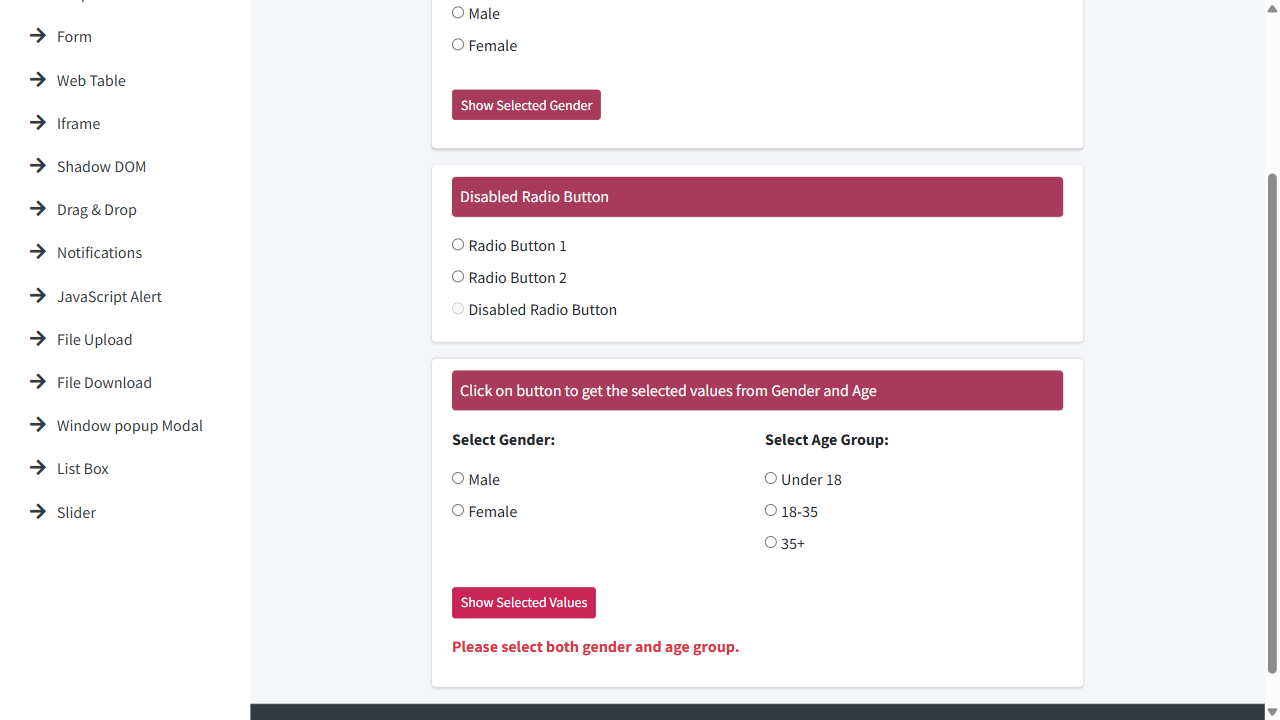 Form
Web Table
Iframe
Shadow DOM
Drag & Drop
Notifications
JavaScript Alert
File Upload
File Download
Window popup Modal
List Box
Slider
Male
Female
Show Selected Gender
Disabled Radio Button
Radio Button 1
Radio Button 2
Disabled Radio Button
Click on button to get the selected values from Gender and Age
Select Gender:
Male
Female
Select Age Group:
Under 18
18-35
35+
Show Selected Values
Please select both gender and age group.